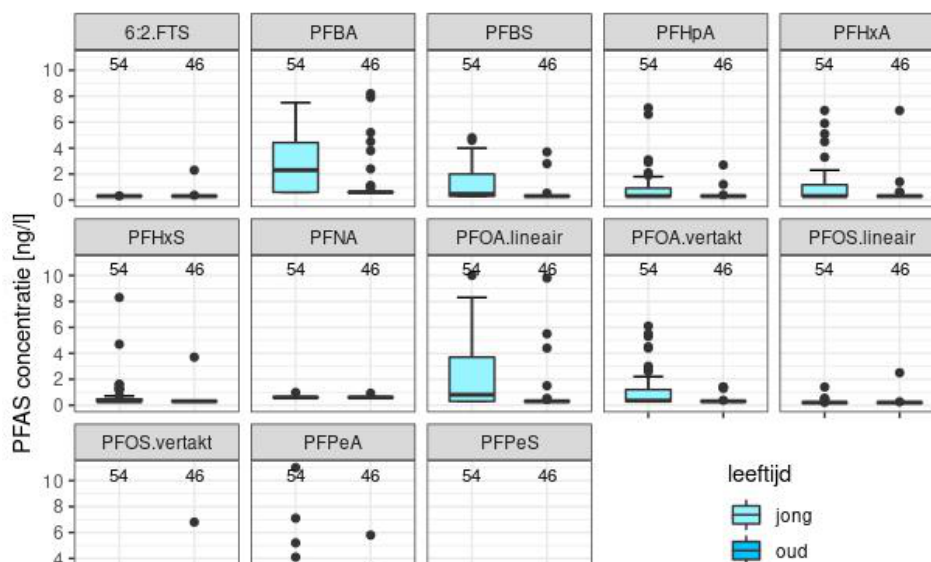 6:2.FTS PFBA PFBS PFHpA PFHxA
54 46 54 46 54 46 54 46 54 46
10
8
6
4
2
0
PFHxS PFNA PFOA.lineair PFOA.vertakt PFOS.lineair
54 46 54 46 54 46 54 46 54 46
10
8
6
4
2
0
PFAS concentratie [ng/l]
PFOS.vertakt PFPeA PFPeS
54 46 54 46 54 46
10
8
6
4
leeftijd
jong
oud